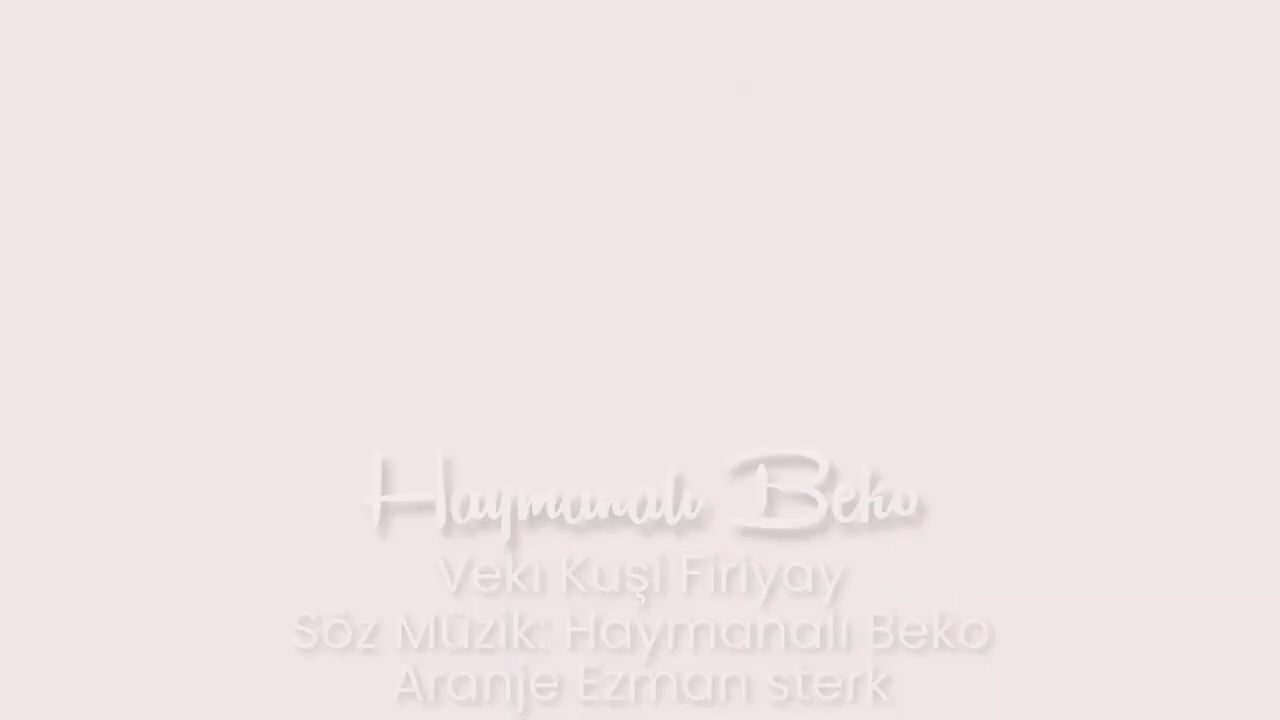 Haymanalı Beko
Veki Kuşi Firiyay
Söz Müzik: Haymanalı Beko
Aranje Ezman sterk